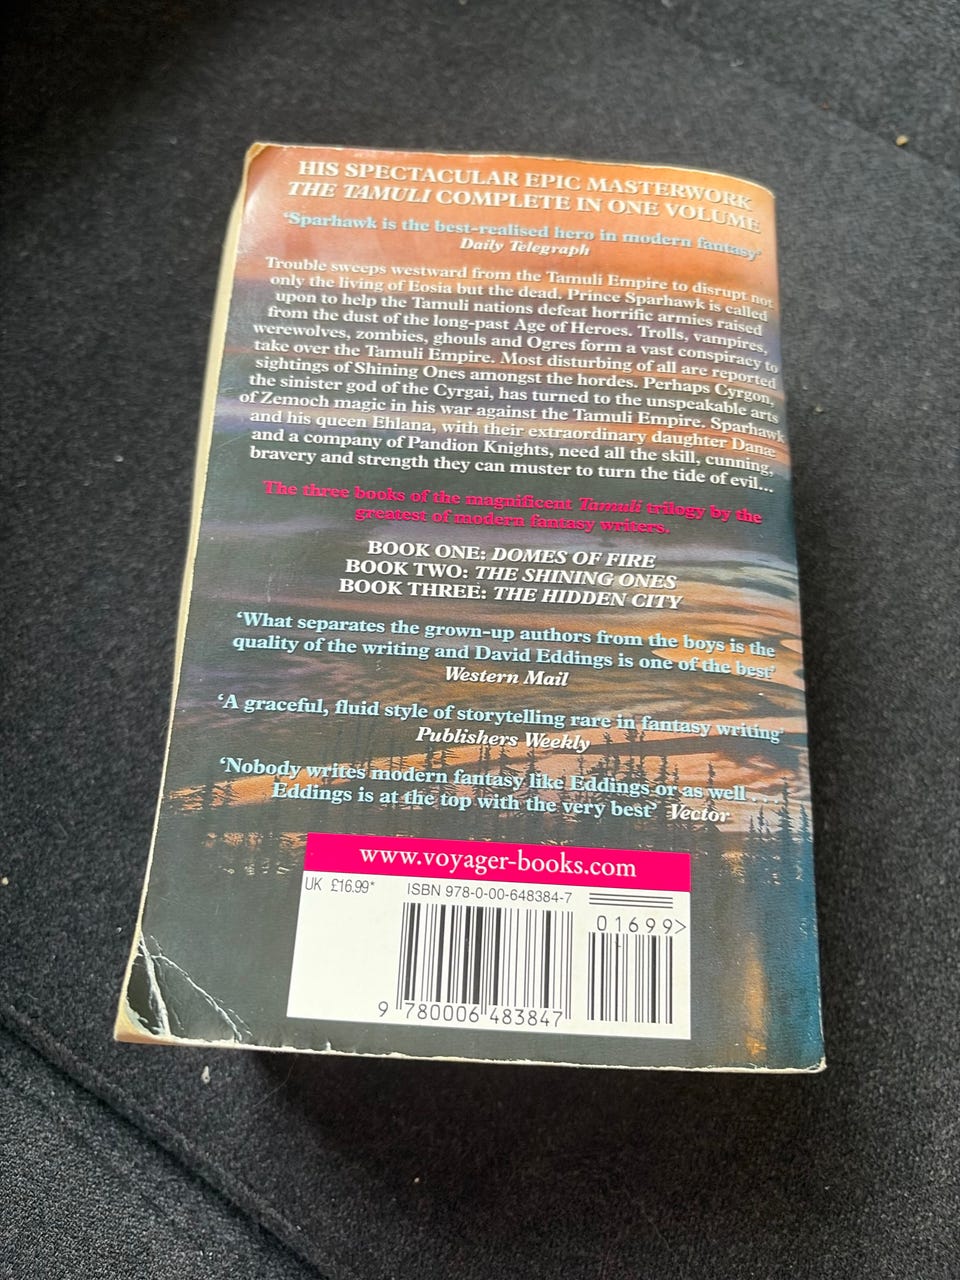 HIS SPECTACULAR EPIC MASTERWORK
THE TAMULI COMPLETE IN ONE VOLUME
‘Sparhawk is the best-realised hero in modern fantasy’
Daily Telegraph
Trouble sweeps westward from the Tamuli Empire to disrupt not
only the living of Eosia but the dead. Prince Sparhawk is called
upon to help the Tamuli nations defeat horrific armies raised
from the dust of the long-past Age of Heroes. Trolls, vampires,
werewolves, zombies, ghouls and Ogres form a vast conspiracy to
take over the Tamuli Empire. Most disturbing of all are reported
sightings of Shining Ones amongst the hordes. Perhaps Cyrgon,
the sinister god of the Cyrgai, has turned to the unspeakable arts
of Zemoch magic in his war against the Tamuli Empire. Sparhawk
and his queen Ehlana, with their extraordinary daughter Danæ
and a company of Pandion Knights, need all the skill, cunning,
bravery and strength they can muster to turn the tide of evil...
The three books of the magnificent Tamuli trilogy by the
greatest of modern fantasy writers.
BOOK ONE: DOMES OF FIRE
BOOK TWO: THE SHINING ONES
BOOK THREE: THE HIDDEN CITY
‘What separates the grown-up authors from the boys is the
quality of the writing and David Eddings is one of the best’
Western Mail
‘A graceful, fluid style of storytelling rare in fantasy writing’
Publishers Weekly
‘Nobody writes modern fantasy like Eddings or as well . . .
Eddings is at the top with the very best’ Vector
www.voyager-books.com
UK £16.99* ISBN 978-0-00-648384-7
01699>
9 780006 483847